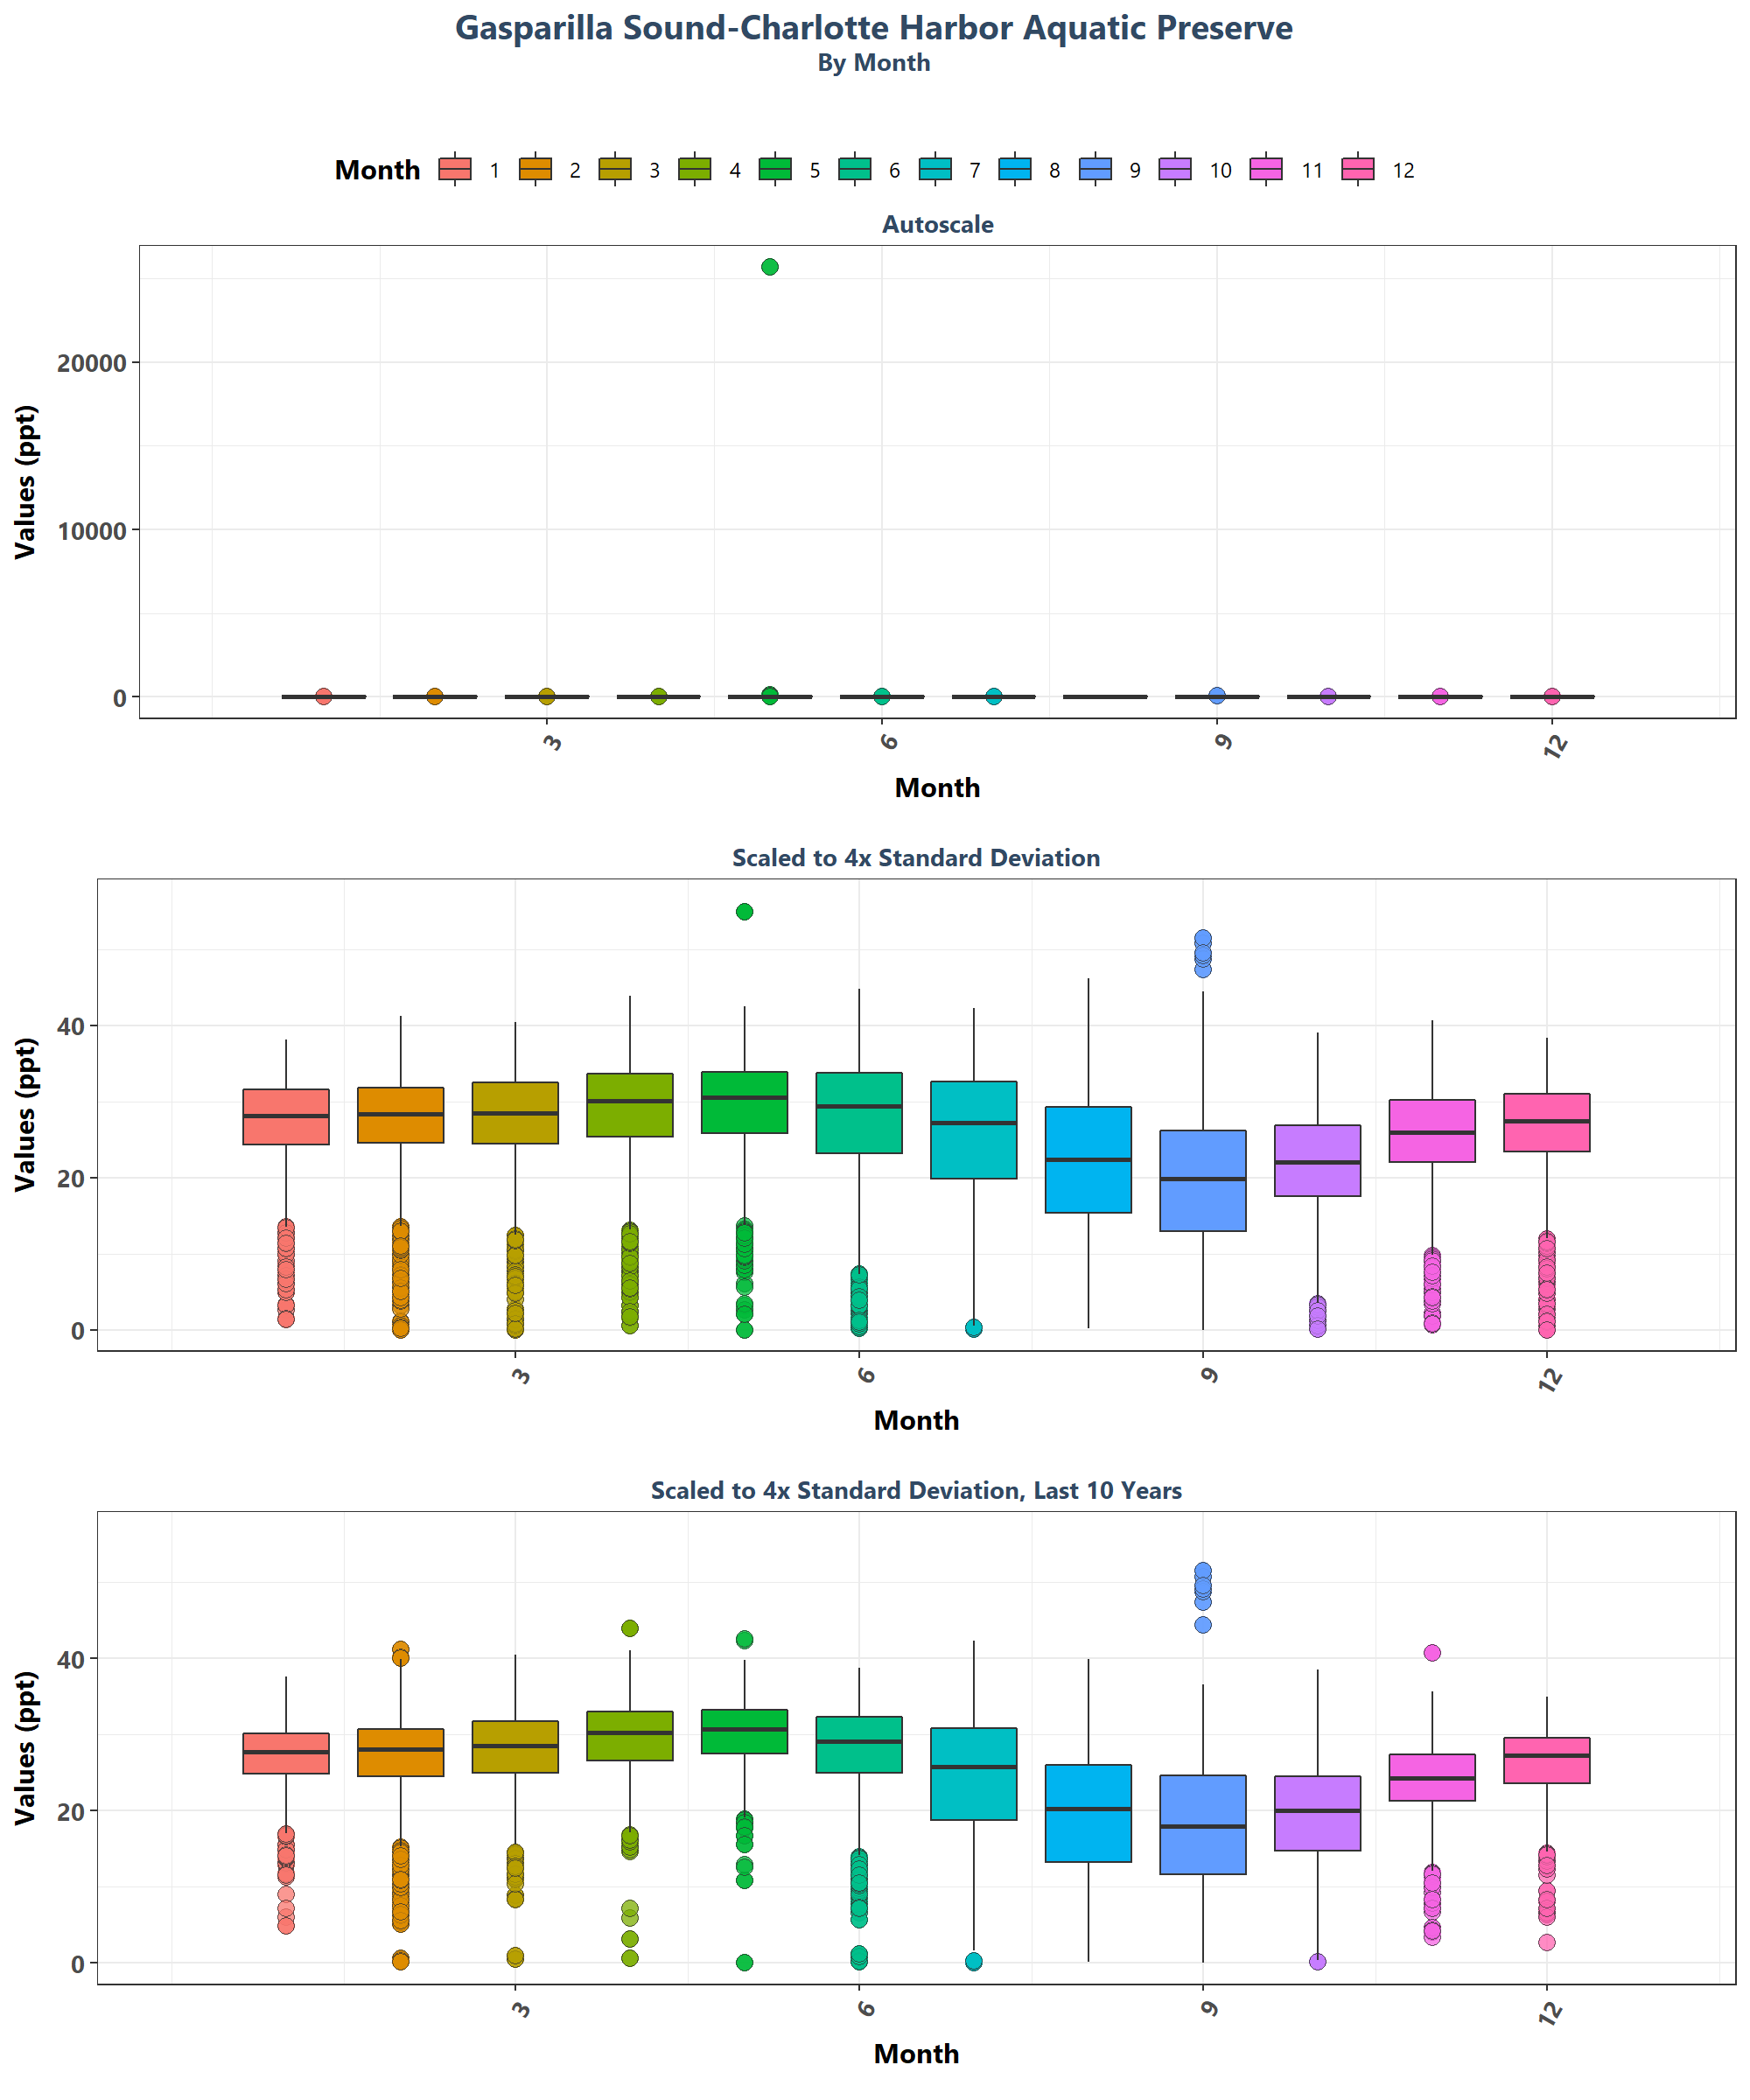 Gasparilla Sound-Charlotte Harbor Aquatic Preserve
By Month
Month 1 2 3 4 5 6 7 8 9 10 11 12
Autoscale
Values (ppt)
20000
10000
0
3 6 9 12
Month
Scaled to 4x Standard Deviation
Values (ppt)
40
20
0
3 6 9 12
Month
Scaled to 4x Standard Deviation, Last 10 Years
Values (ppt)
40
20
0
3 6 9 12
Month